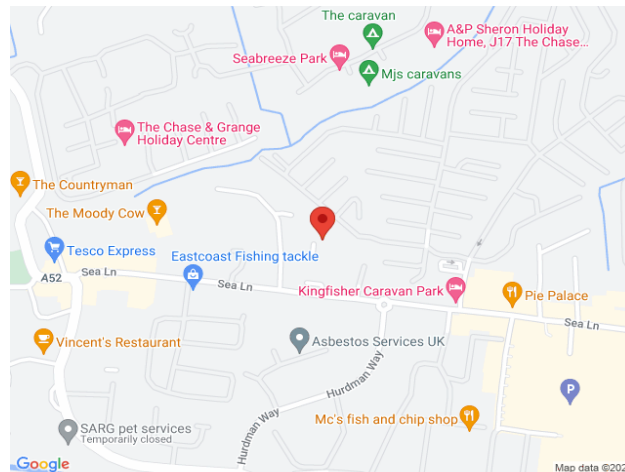 The caravan
A&P Sheron Holiday
Home, J17 The Chase...
Seabreeze Park
Mjs caravans
The Chase & Grange
Holiday Centre
The Countryman
The Moody Cow
Tesco Express
Eastcoast Fishing tackle
A52
Sea Ln
Sea Ln
Kingfisher Caravan Park
Pie Palace
Sea Ln
Vincent's Restaurant
Asbestos Services UK
Hurdman Way
P
Hurdman Way
Mc's fish and chip shop
SARG pet services
Temporarily closed
Google
Map data ©202